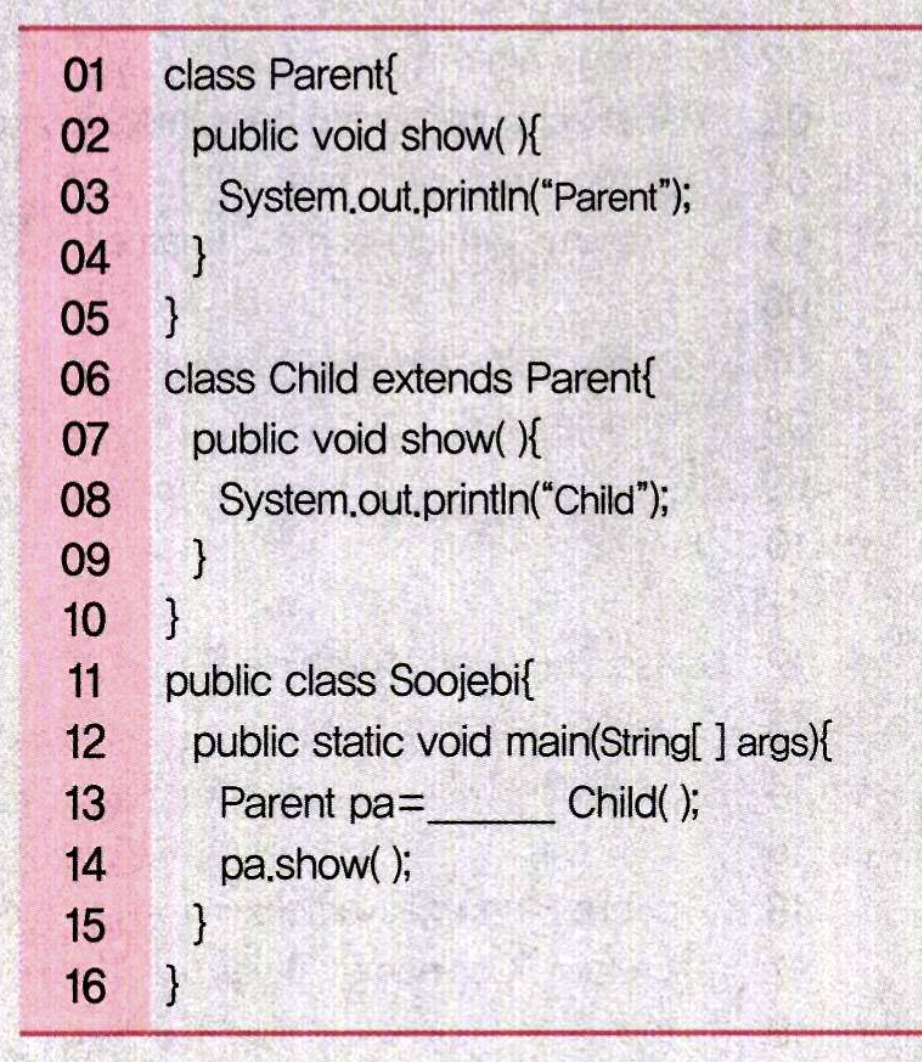 01 class Parent{
02 public void show( ){
03 System.out.println("Parent");
04 }
05 }
06 class Child extends Parent{
07 public void show( ){
08 System.out.println("Child");
09 }
10 }
11 public class Soojebi{
12 public static void main(String[ ] args){
13 Parent pa=______ Child( );
14 pa.show( );
15 }
16 }